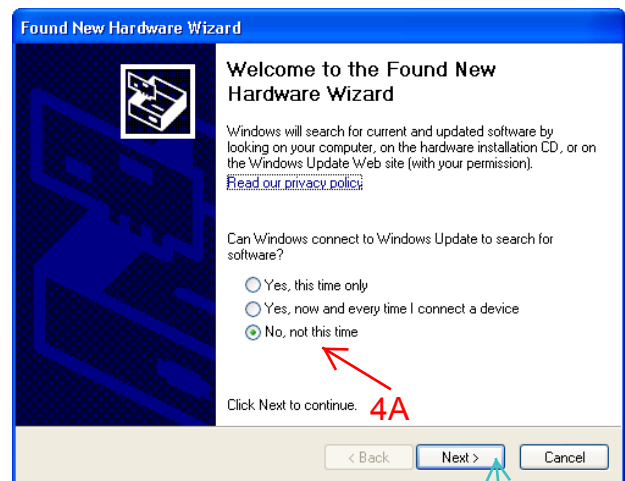 Found New Hardware Wizard
Welcome to the Found New
Hardware Wizard
Windows will search for current and updated software by
looking on your computer, on the hardware installation CD, or on
the Windows Update Web site (with your permission).
Read our privacy policy
Can Windows connect to Windows Update to search for
software?
Yes, this time only
Yes, now and every time I connect a device
No, not this time
Click Next to continue.
4A
< Back
Next >
Cancel